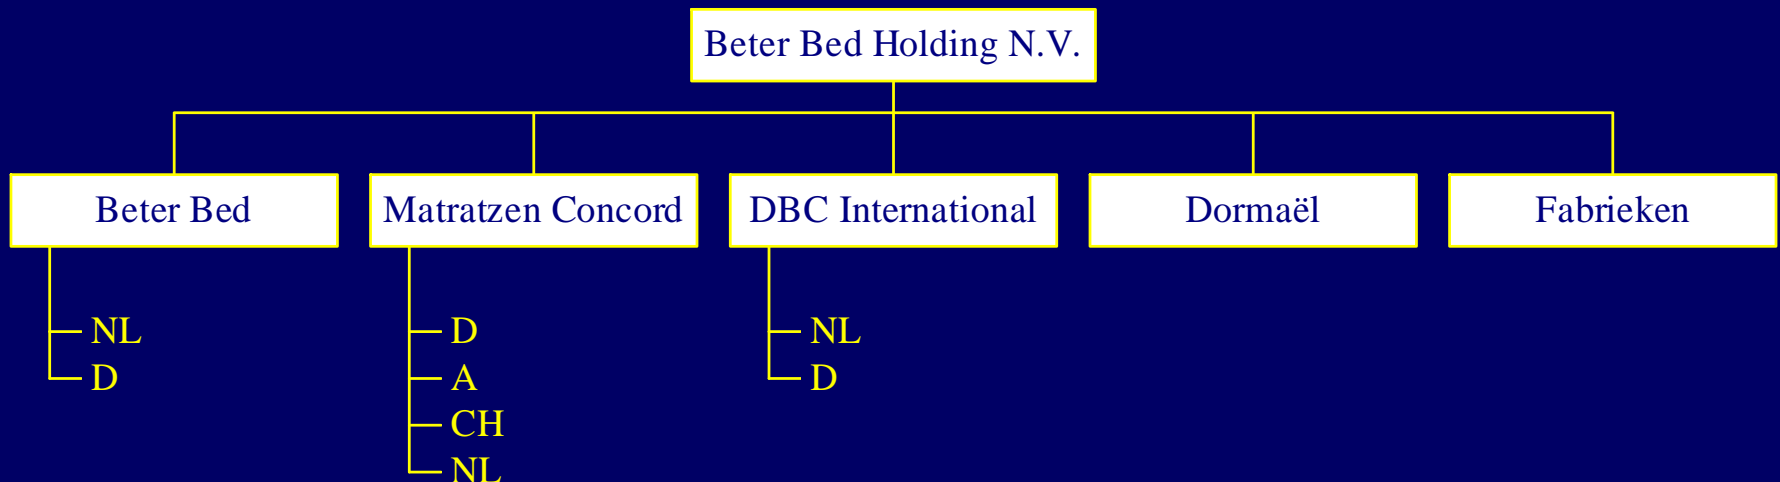 Beter Bed Holding N.V.
Beter Bed
Matratzen Concord
DBC International
Dormaël
Fabrieken
NL
D
D
A
CH
NL
NL
D